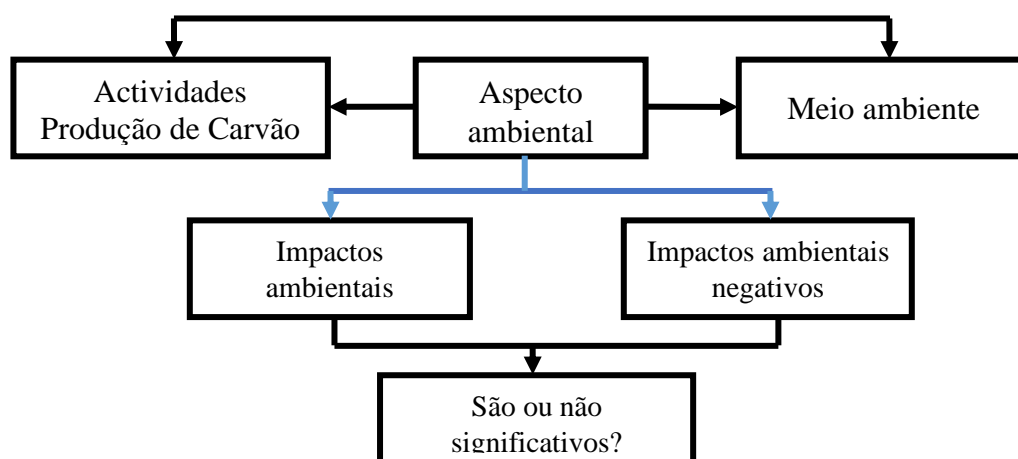 Actividades
Produção de Carvão
Aspecto
ambiental
Meio ambiente
Impactos
ambientais
Impactos ambientais
negativos
São ou não
significativos?